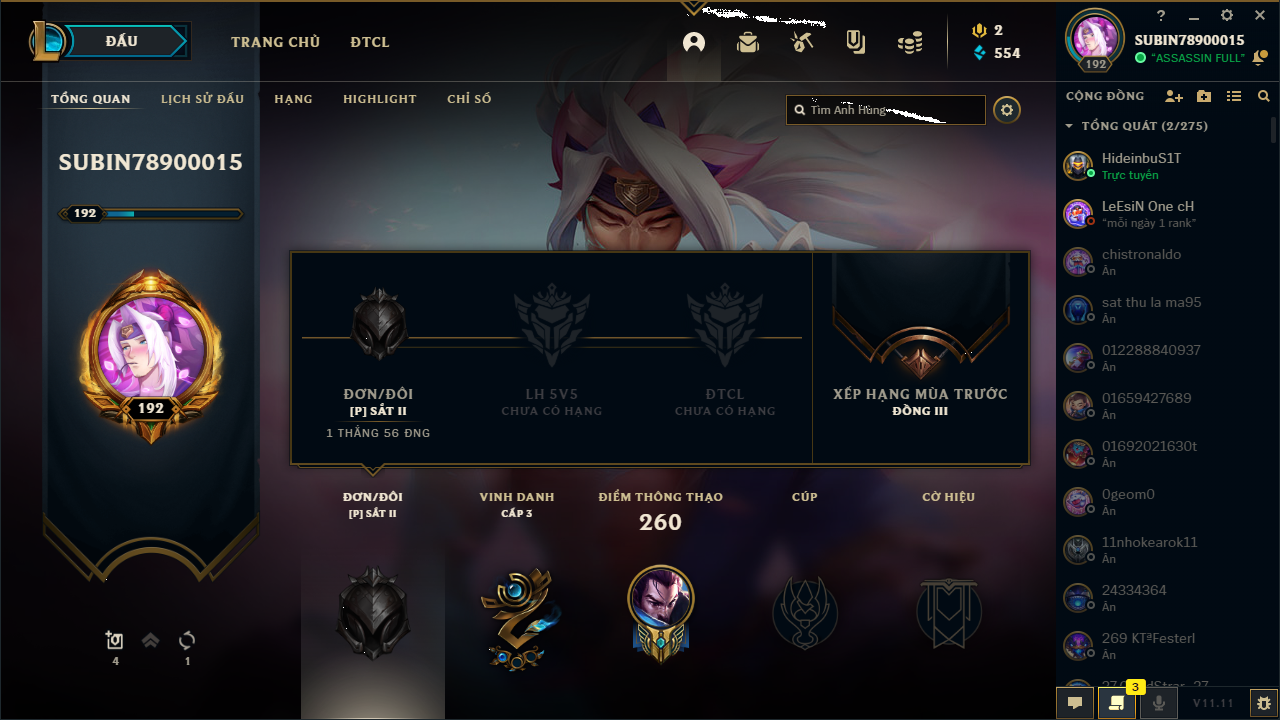 ĐẤU
TRANG CHỦ
ĐTCL
2
554
?
SUBIN78900015
192
"ASSASSIN FULL"
TỔNG QUAN
LỊCH SỬ ĐẤU
HẠNG
HIGHLIGHT
CHỈ SỐ
Tìm Anh Hùng
CỘNG ĐỒNG
TỔNG QUÁT (2/275)
SUBIN78900015
192
192
ĐƠN/ĐÔI
[P] SẮT II
1 THẮNG 56 ĐNG
LH 5V5
CHƯA CÓ HẠNG
ĐTCL
CHƯA CÓ HẠNG
XẾP HẠNG MÙA TRƯỚC
ĐỒNG III
ĐƠN/ĐÔI
[P] SẮT II
VINH DANH
CẤP 3
ĐIỂM THÔNG THẠO
260
CÚP
CỜ HIỆU
4
1
HideinbuS1T
Trực tuyến
LeEsiN One cH
"mỗi ngày 1 rank"
chistronaldo
Ẩn
sat thu la ma95
Ẩn
012288840937
Ẩn
01659427689
Ẩn
01692021630t
Ẩn
0geom0
Ẩn
11nhokearok11
Ẩn
24334364
Ẩn
269 KTªFesterl
Ẩn
3
V11.11